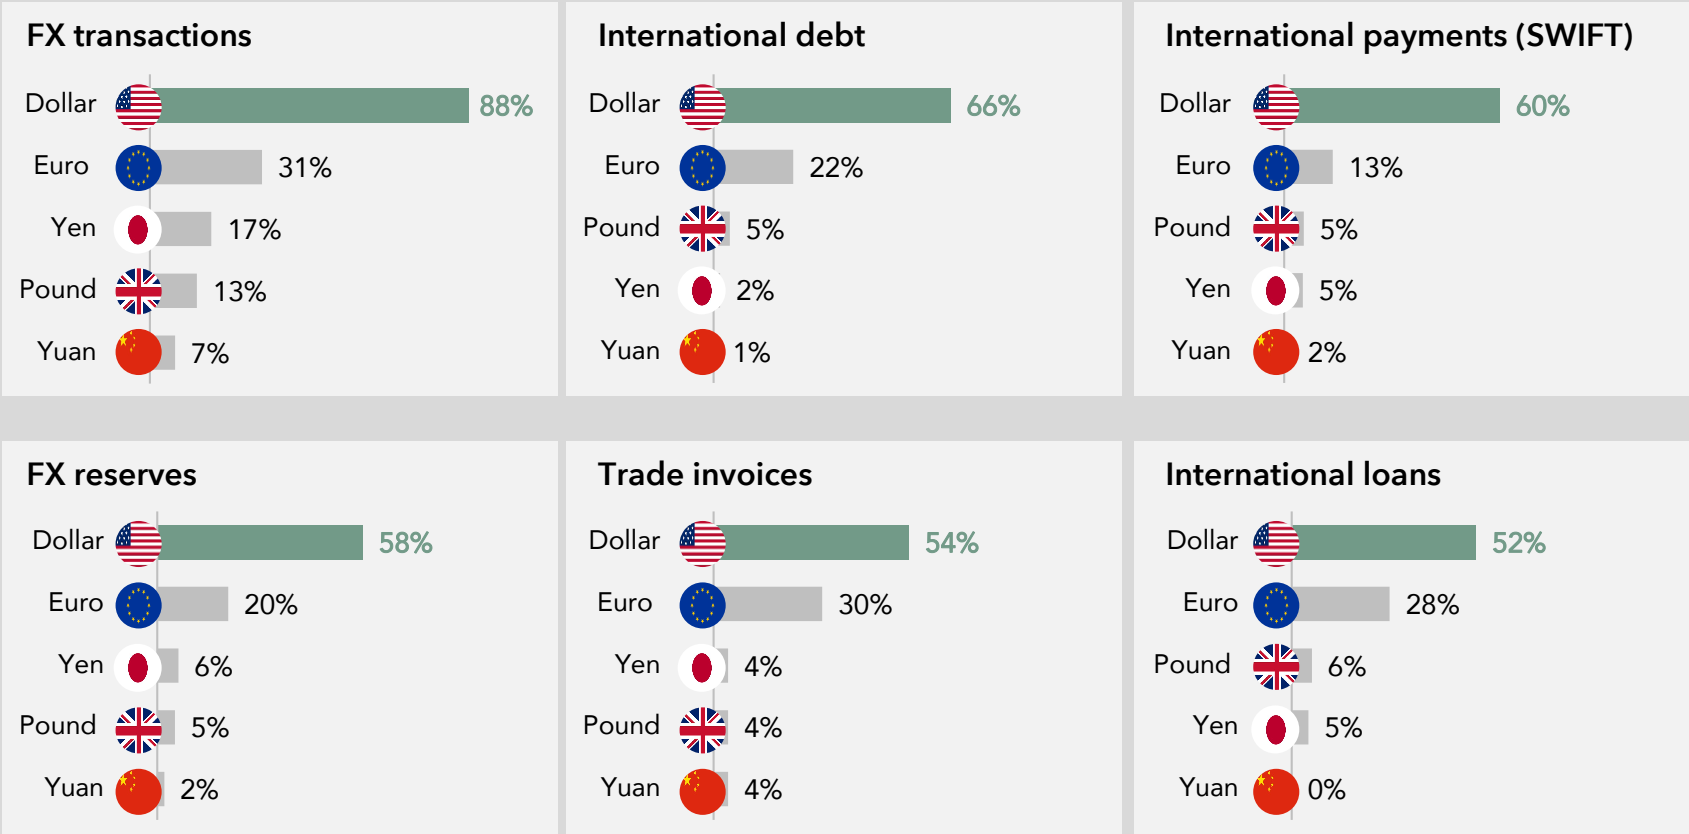 FX transactions
Dollar 88%
Euro 31%
Yen 17%
Pound 13%
Yuan 7%
International debt
Dollar 66%
Euro 22%
Pound 5%
Yen 2%
Yuan 1%
International payments (SWIFT)
Dollar 60%
Euro 13%
Pound 5%
Yen 5%
Yuan 2%
FX reserves
Dollar 58%
Euro 20%
Yen 6%
Pound 5%
Yuan 2%
Trade invoices
Dollar 54%
Euro 30%
Yen 4%
Pound 4%
Yuan 4%
International loans
Dollar 52%
Euro 28%
Pound 6%
Yen 5%
Yuan 0%